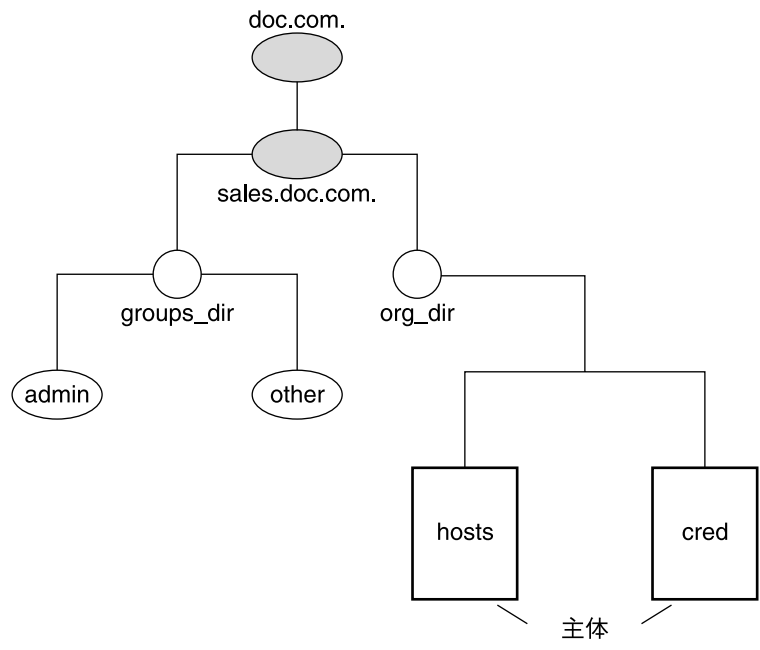 doc.com.
sales.doc.com.
groups_dir
org_dir
admin
other
hosts
cred
主体